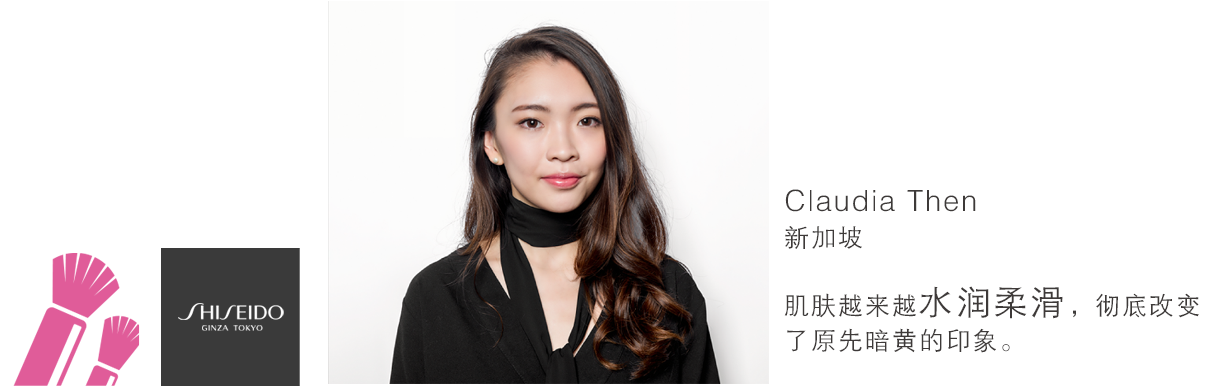 SHISEIDO
GINZA TOKYO
Claudia Then
新加坡
肌肤越来越水润柔滑，彻底改变
了原先暗黄的印象。